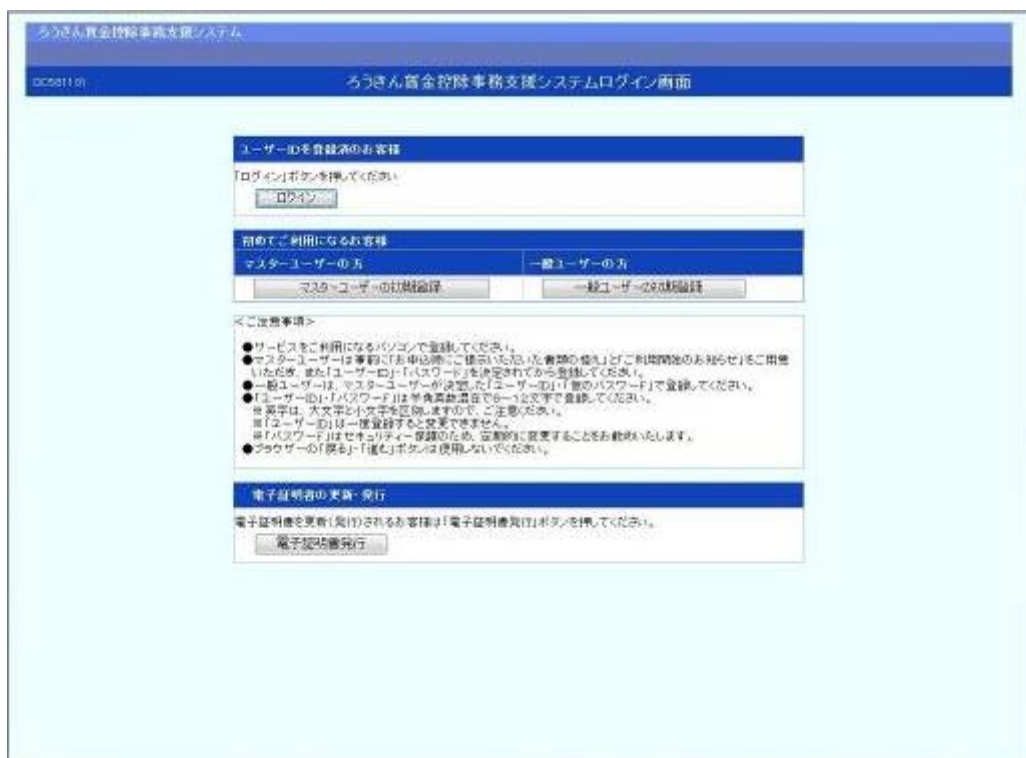 ろうきん賃金控除事務支援システム
ろうきん賃金控除事務支援システムログイン画面
ユーザーIDを登録済のお客様
「ログイン」ボタンを押してください
ログイン
初めてご利用になるお客様
マスターユーザーの方 一般ユーザーの方
マスターユーザーの初期登録 一般ユーザーの初期登録
<ご注意事項>
●サービスをご利用になるパソコンで登録してください。
●マスターユーザーは事前に「お申込時にご提示いただいた書類の控え」と「ご利用開始のお知らせ」をご用意
いただき、また「ユーザーID」・「パスワード」を決定されてから登録してください。
●一般ユーザーは、マスターユーザーが決定した「ユーザーID」・「仮のパスワード」で登録してください。
●「ユーザーID」・「パスワード」は半角英数混在で6～12文字で登録してください。
※英字は、大文字と小文字を区別しますので、ご注意ください。
※「ユーザーID」は一度登録すると変更できません。
※「パスワード」はセキュリティー保護のため、定期的に変更することをお勧めいたします。
●ブラウザーの「戻る」・「進む」ボタンは使用しないでください。
電子証明書の更新・発行
電子証明書を更新(発行)されるお客様は「電子証明書発行」ボタンを押してください。
電子証明書発行